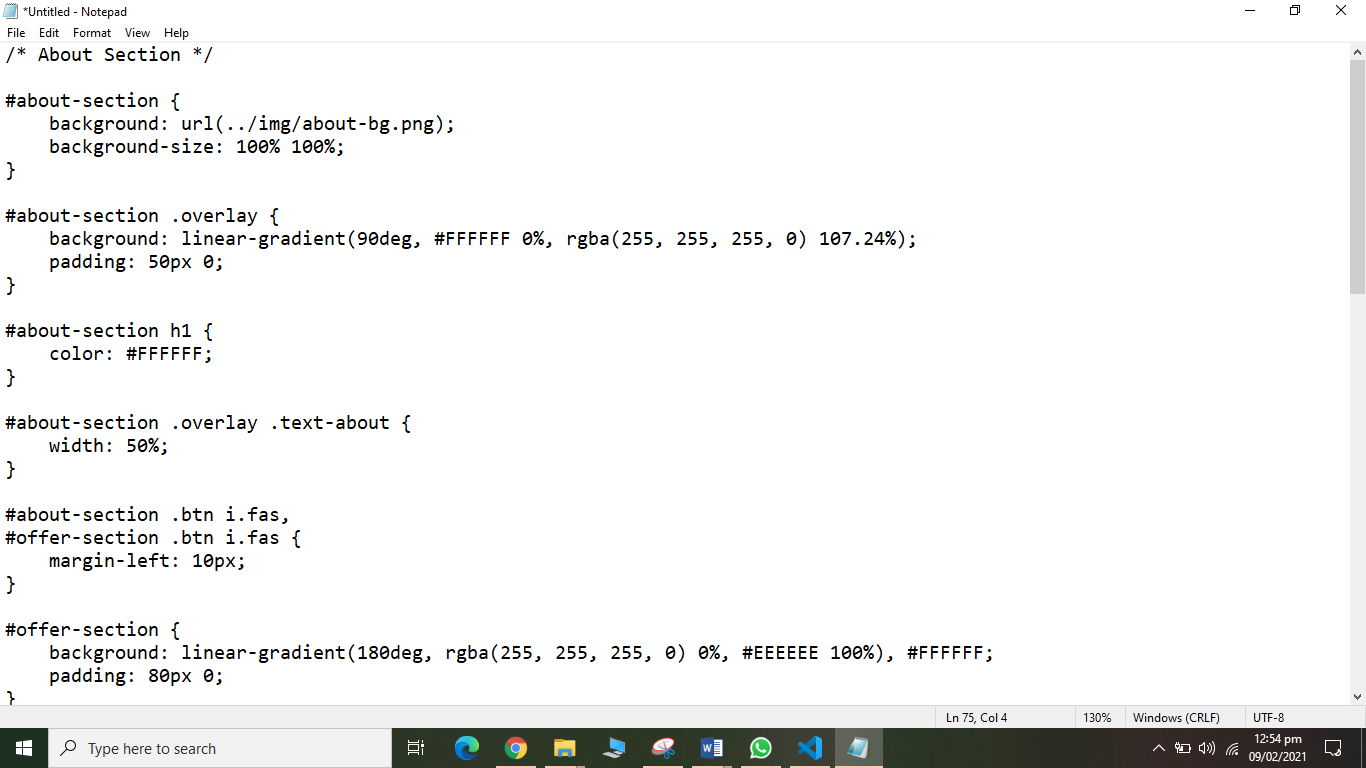 *Untitled - Notepad
File Edit Format View Help
/* About Section */
#about-section {
    background: url(../img/about-bg.png);
    background-size: 100% 100%;
}
#about-section .overlay {
    background: linear-gradient(90deg, #FFFFFF 0%, rgba(255, 255, 255, 0) 107.24%);
    padding: 50px 0;
}
#about-section h1 {
    color: #FFFFFF;
}
#about-section .overlay .text-about {
    width: 50%;
}
#about-section .btn i.fas,
#offer-section .btn i.fas {
    margin-left: 10px;
}
#offer-section {
    background: linear-gradient(180deg, rgba(255, 255, 255, 0) 0%, #EEEEEE 100%), #FFFFFF;
    padding: 80px 0;
}
Ln 75, Col 4 130% Windows (CRLF) UTF-8
Type here to search
12:54 pm
09/02/2021